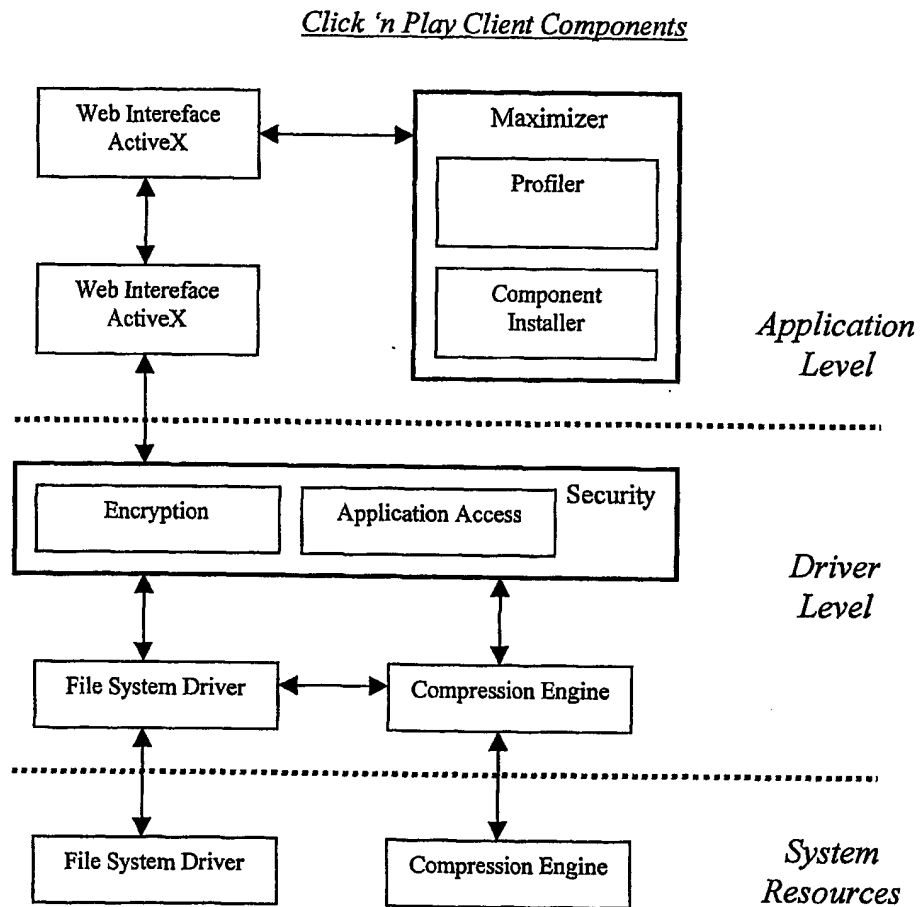 Click 'n Play Client Components
Web Intereface
ActiveX
Maximizer
Profiler
Web Intereface
ActiveX
Component
Installer
Application
Level
Encryption
Application Access
Security
Driver
Level
File System Driver
Compression Engine
File System Driver
Compression Engine
System
Resources